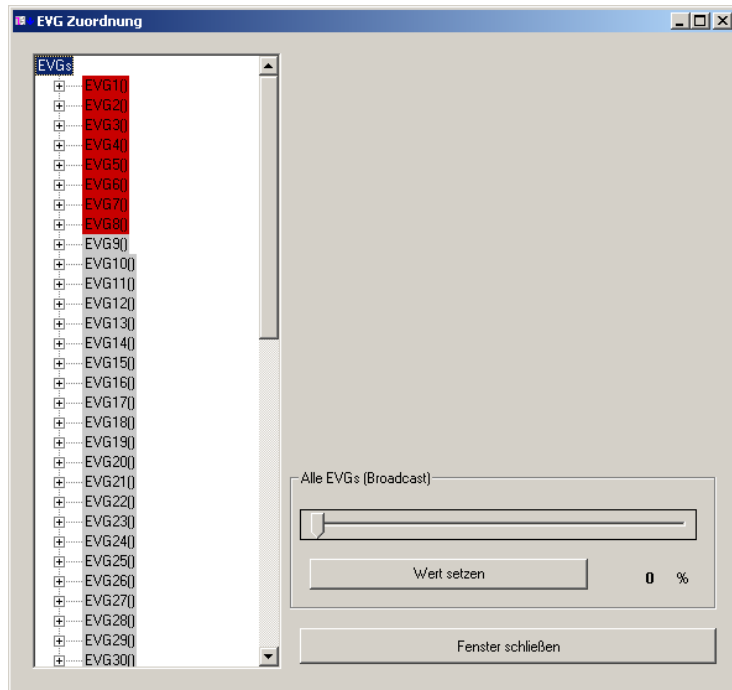 EVG Zuordnung
EVGs
EVG1()
EVG2()
EVG3()
EVG4()
EVG5()
EVG6()
EVG7()
EVG8()
EVG9()
EVG10()
EVG11()
EVG12()
EVG13()
EVG14()
EVG15()
EVG16()
EVG17()
EVG18()
EVG19()
EVG20()
EVG21()
EVG22()
EVG23()
EVG24()
EVG25()
EVG26()
EVG27()
EVG28()
EVG29()
EVG30()
Alle EVGs (Broadcast)
Wert setzen
0 %
Fenster schließen